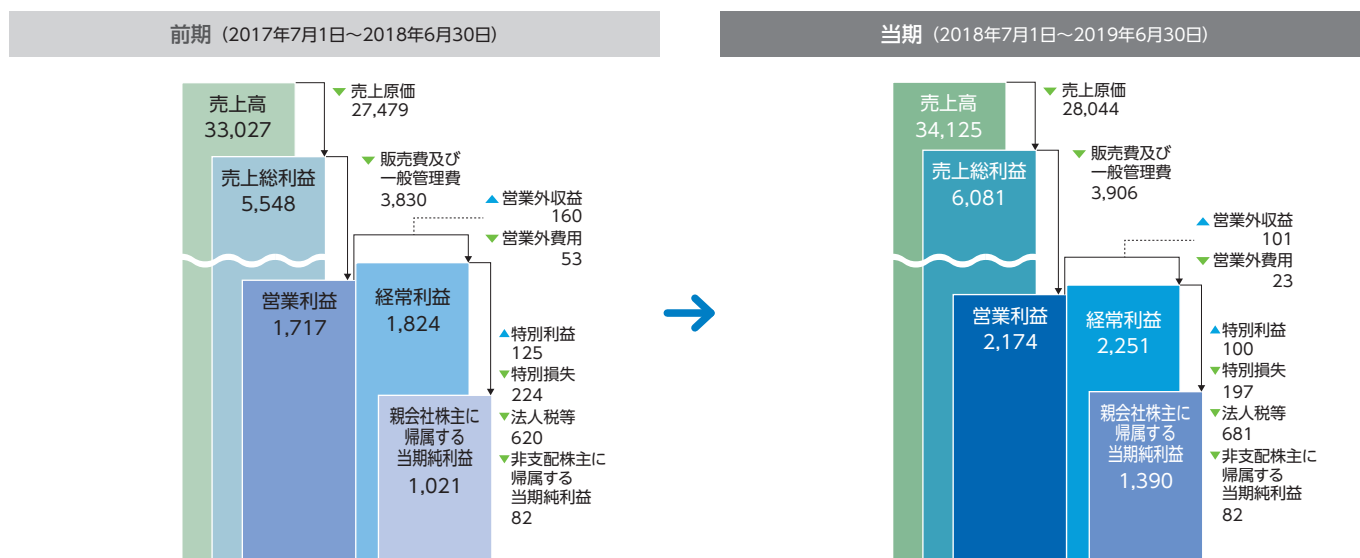 前期（2017年7月1日～2018年6月30日）
売上高
33,027
▼売上原価
27,479
売上総利益
5,548
▼販売費及び
一般管理費
3,830
▲営業外収益
160
▼営業外費用
53
営業利益
1,717
経常利益
1,824
▲特別利益
125
▼特別損失
224
▼法人税等
620
▼非支配株主に
帰属する
当期純利益
82
親会社株主に
帰属する
当期純利益
1,021
当期（2018年7月1日～2019年6月30日）
売上高
34,125
▼売上原価
28,044
売上総利益
6,081
▼販売費及び
一般管理費
3,906
▲営業外収益
101
▼営業外費用
23
営業利益
2,174
経常利益
2,251
▲特別利益
100
▼特別損失
197
▼法人税等
681
▼非支配株主に
帰属する
当期純利益
82
親会社株主に
帰属する
当期純利益
1,390